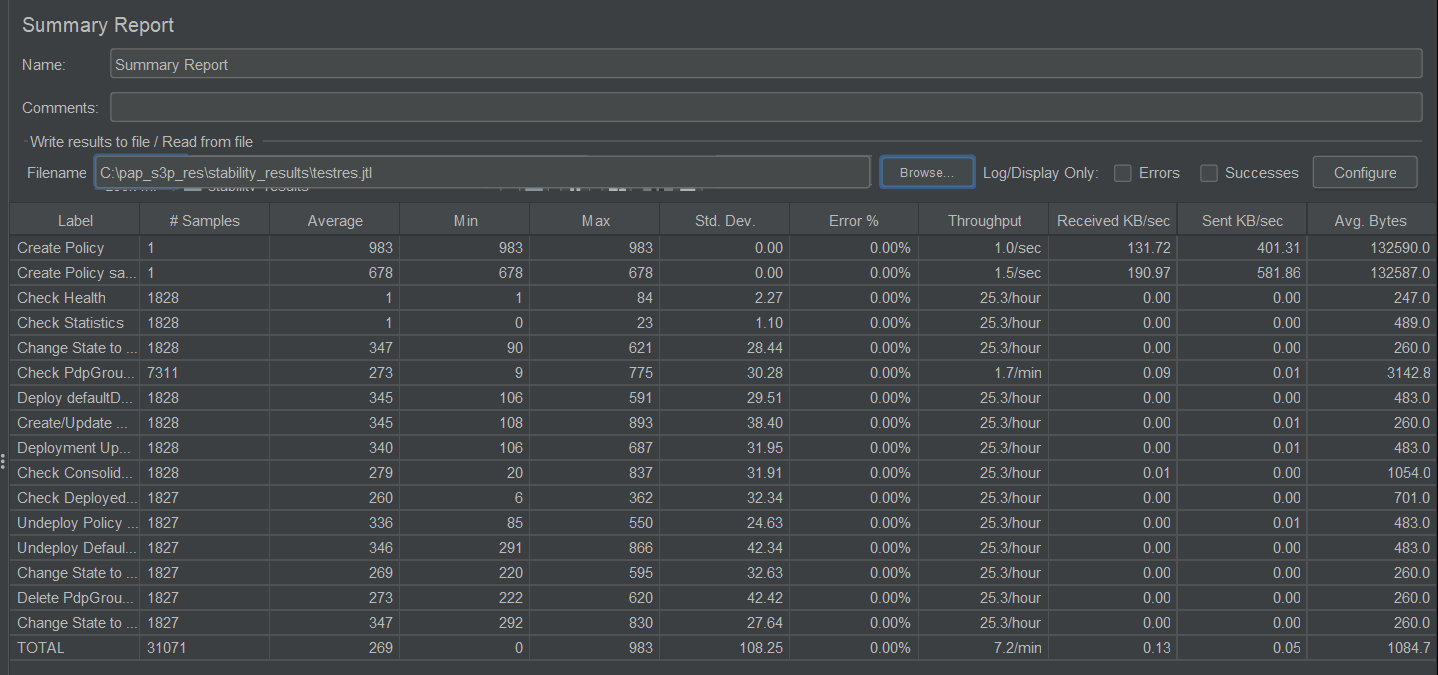 Summary Report
Name: Summary Report
Comments:
Write results to file / Read from file
Filename C:\pap_s3p_res\stability_results\testres.jtl Browse... Log/Display Only: Errors Successes Configure
Label # Samples Average Min Max Std. Dev. Error % Throughput Received KB/sec Sent KB/sec Avg. Bytes
Create Policy 1 983 983 983 0.00 0.00% 1.0/sec 131.72 401.31 132590.0
Create Policy sa... 1 678 678 678 0.00 0.00% 1.5/sec 190.97 581.86 132587.0
Check Health 1828 1 1 84 2.27 0.00% 25.3/hour 0.00 0.00 247.0
Check Statistics 1828 1 0 23 1.10 0.00% 25.3/hour 0.00 0.00 489.0
Change State to ... 1828 347 90 621 28.44 0.00% 25.3/hour 0.00 0.00 260.0
Check PdpGrou... 7311 273 9 775 30.28 0.00% 1.7/min 0.09 0.01 3142.8
Deploy defaultD... 1828 345 106 591 29.51 0.00% 25.3/hour 0.00 0.00 483.0
Create/Update ... 1828 345 108 893 38.40 0.00% 25.3/hour 0.00 0.01 260.0
Deployment Up... 1828 340 106 687 31.95 0.00% 25.3/hour 0.00 0.01 483.0
Check Consolid... 1828 279 20 837 31.91 0.00% 25.3/hour 0.01 0.00 1054.0
Check Deployed... 1827 260 6 362 32.34 0.00% 25.3/hour 0.00 0.00 701.0
Undeploy Policy ... 1827 336 85 550 24.63 0.00% 25.3/hour 0.00 0.01 483.0
Undeploy Defaul... 1827 346 291 866 42.34 0.00% 25.3/hour 0.00 0.00 483.0
Change State to ... 1827 269 220 595 32.63 0.00% 25.3/hour 0.00 0.00 260.0
Delete PdpGrou... 1827 273 222 620 42.42 0.00% 25.3/hour 0.00 0.00 260.0
Change State to ... 1827 347 292 830 27.64 0.00% 25.3/hour 0.00 0.00 260.0
TOTAL 31071 269 0 983 108.25 0.00% 7.2/min 0.13 0.05 1084.7